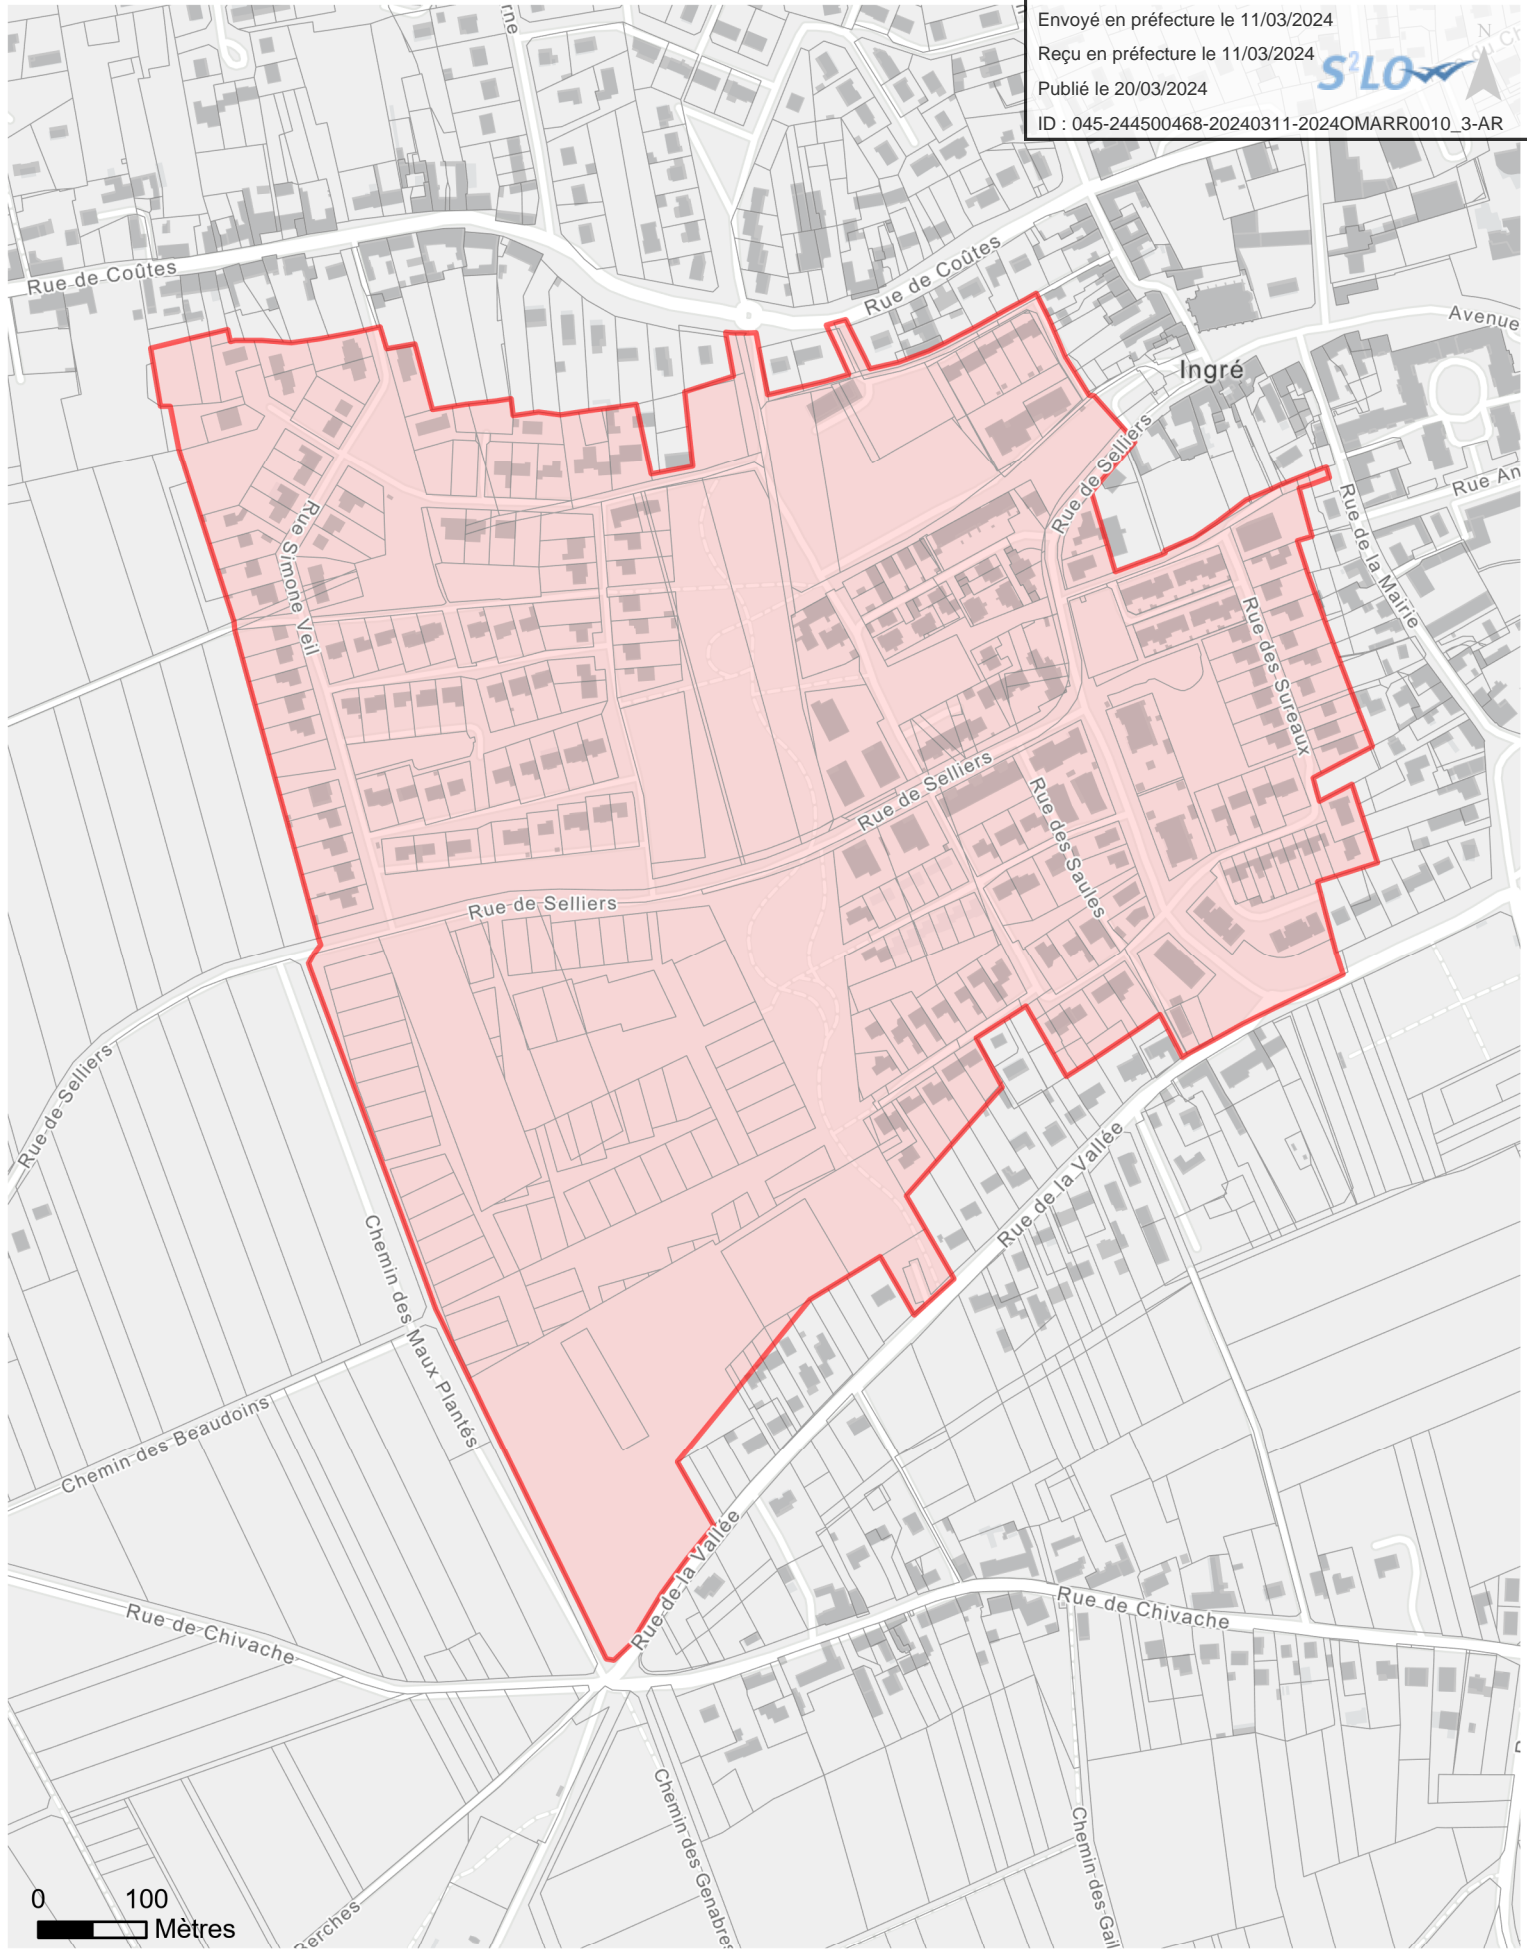 Envoyé en préfecture le 11/03/2024
Reçu en préfecture le 11/03/2024
Publié le 20/03/2024
ID : 045-244500468-20240311-2024OMARR0010_3-AR
S²LO
N
rne
Rue de Coûtes
Rue de Coûtes
Avenue
Ingré
Rue de Selliers
Rue An
Rue de la Mairie
Rue Simone Veil
Rue des Sureaux
Rue de Selliers
Rue des Saules
Rue de Selliers
Rue de Selliers
Rue de la Vallée
Chemin des Maux Plantés
Chemin des Beaudoins
Rue de la Vallée
Rue de Chivache
Rue de Chivache
Chemin des Genabres
Chemin des Gail
Berches
0 100
Mètres